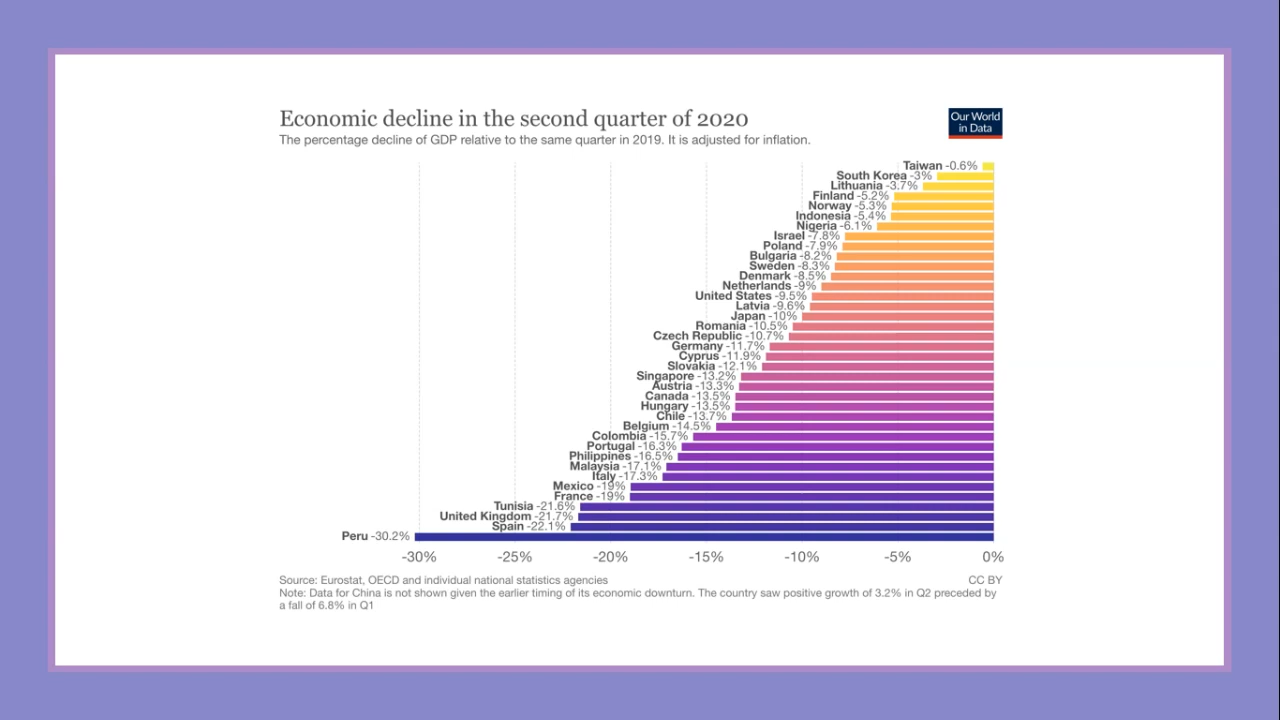 Economic decline in the second quarter of 2020
Our World
in Data
The percentage decline of GDP relative to the same quarter in 2019. It is adjusted for inflation.
Taiwan -0.6%
South Korea -3%
Lithuania -3.7%
Finland -5.2%
Norway -5.3%
Indonesia -5.4%
Nigeria -6.1%
Israel -7.8%
Poland -7.9%
Bulgaria -8.2%
Sweden -8.3%
Denmark -8.5%
Netherlands -9%
United States -9.5%
Latvia -9.6%
Japan -10%
Romania -10.5%
Czech Republic -10.7%
Germany -11.7%
Cyprus -11.9%
Slovakia -12.1%
Singapore -13.2%
Austria -13.3%
Canada -13.5%
Hungary -13.5%
Chile -13.7%
Belgium -14.5%
Colombia -15.7%
Portugal -16.3%
Philippines -16.5%
Malaysia -17.1%
Italy -17.3%
Mexico -19%
France -19%
Tunisia -21.6%
United Kingdom -21.7%
Spain -22.1%
Peru -30.2%
-30% -25% -20% -15% -10% -5% 0%
Source: Eurostat, OECD and individual national statistics agencies
CC BY
Note: Data for China is not shown given the earlier timing of its economic downturn. The country saw positive growth of 3.2% in Q2 preceded by
a fall of 6.8% in Q1